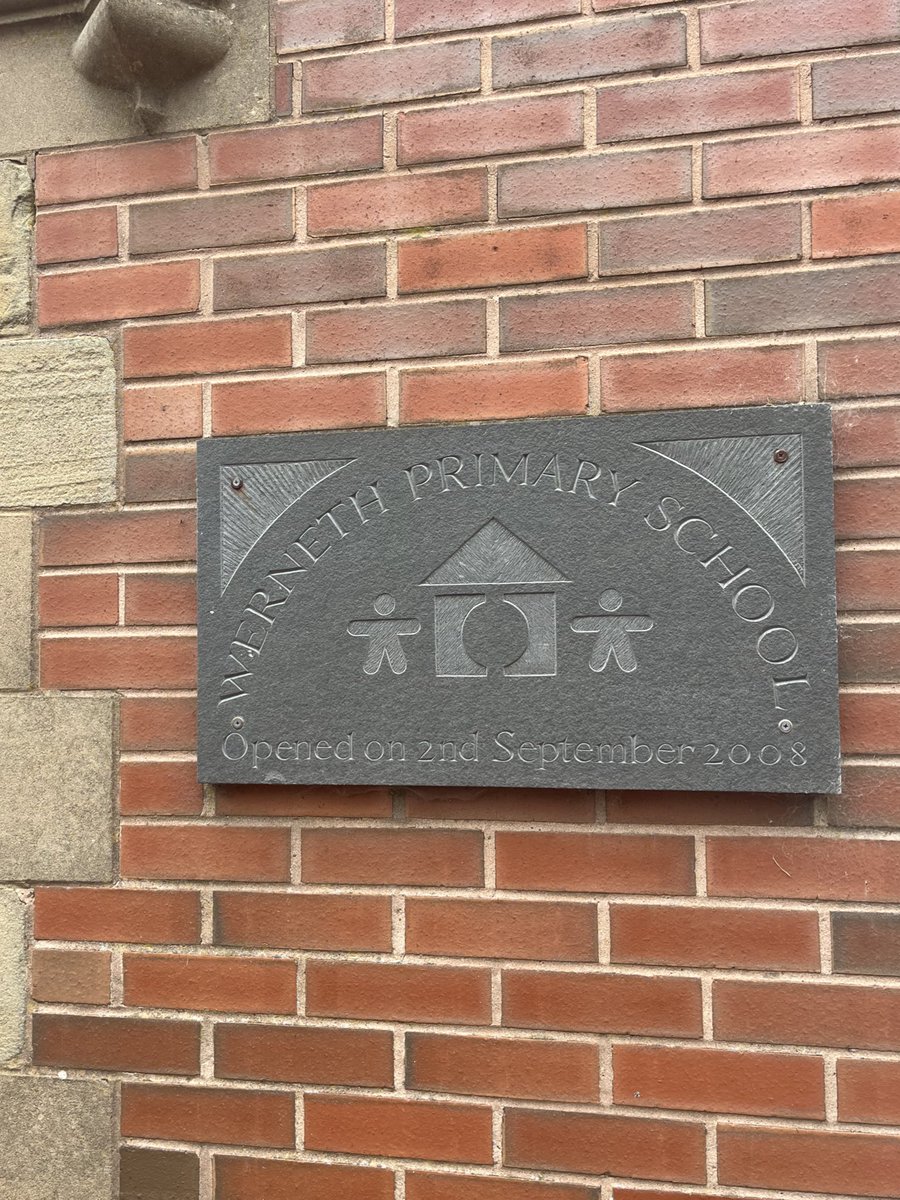 WERNETH PRIMARY SCHOOL
Opened on 2nd September 2008